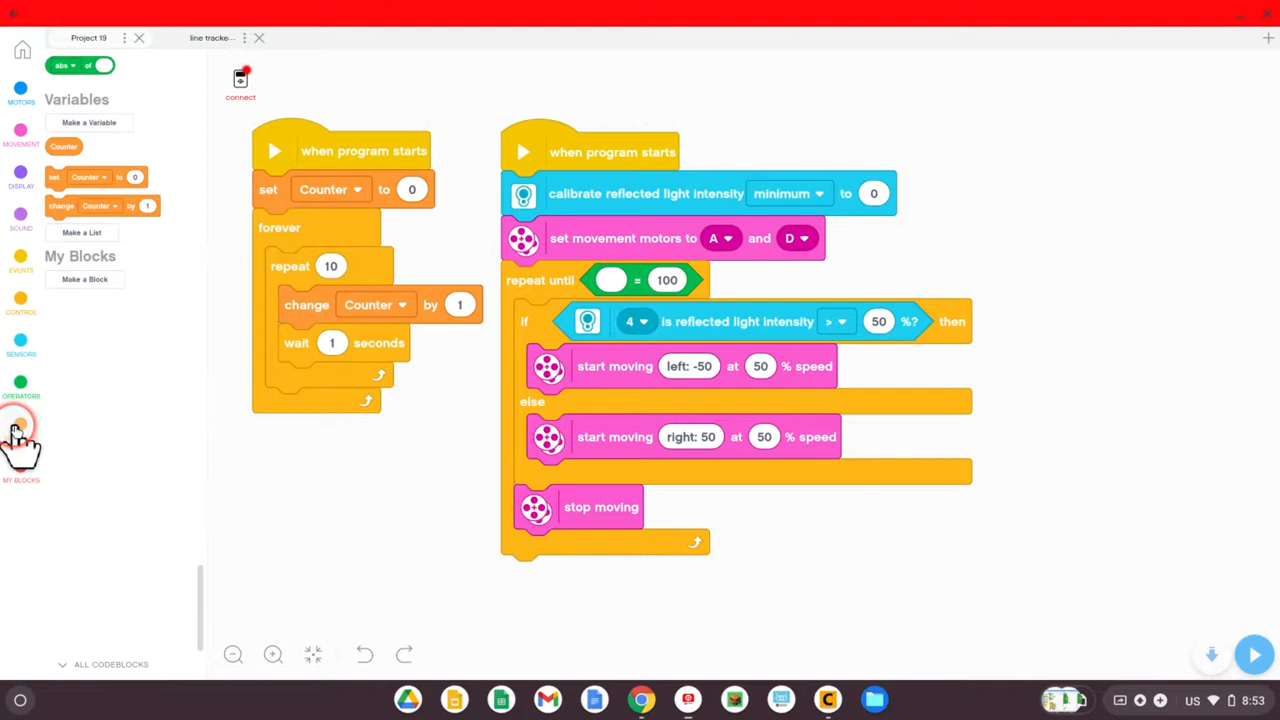 Project 19
line tracke...
connect
MOTORS
MOVEMENT
DISPLAY
SOUND
EVENTS
CONTROL
SENSORS
OPERATORS
MY BLOCKS
abs of
Variables
Make a Variable
Counter
set Counter to 0
change Counter by 1
Make a List
My Blocks
Make a Block
ALL CODEBLOCKS
when program starts
set Counter to 0
forever
repeat 10
change Counter by 1
wait 1 seconds
when program starts
calibrate reflected light intensity minimum to 0
set movement motors to A and D
repeat until = 100
if 4 is reflected light intensity > 50 %? then
start moving left: -50 at 50 % speed
else
start moving right: 50 at 50 % speed
stop moving
US 8:53